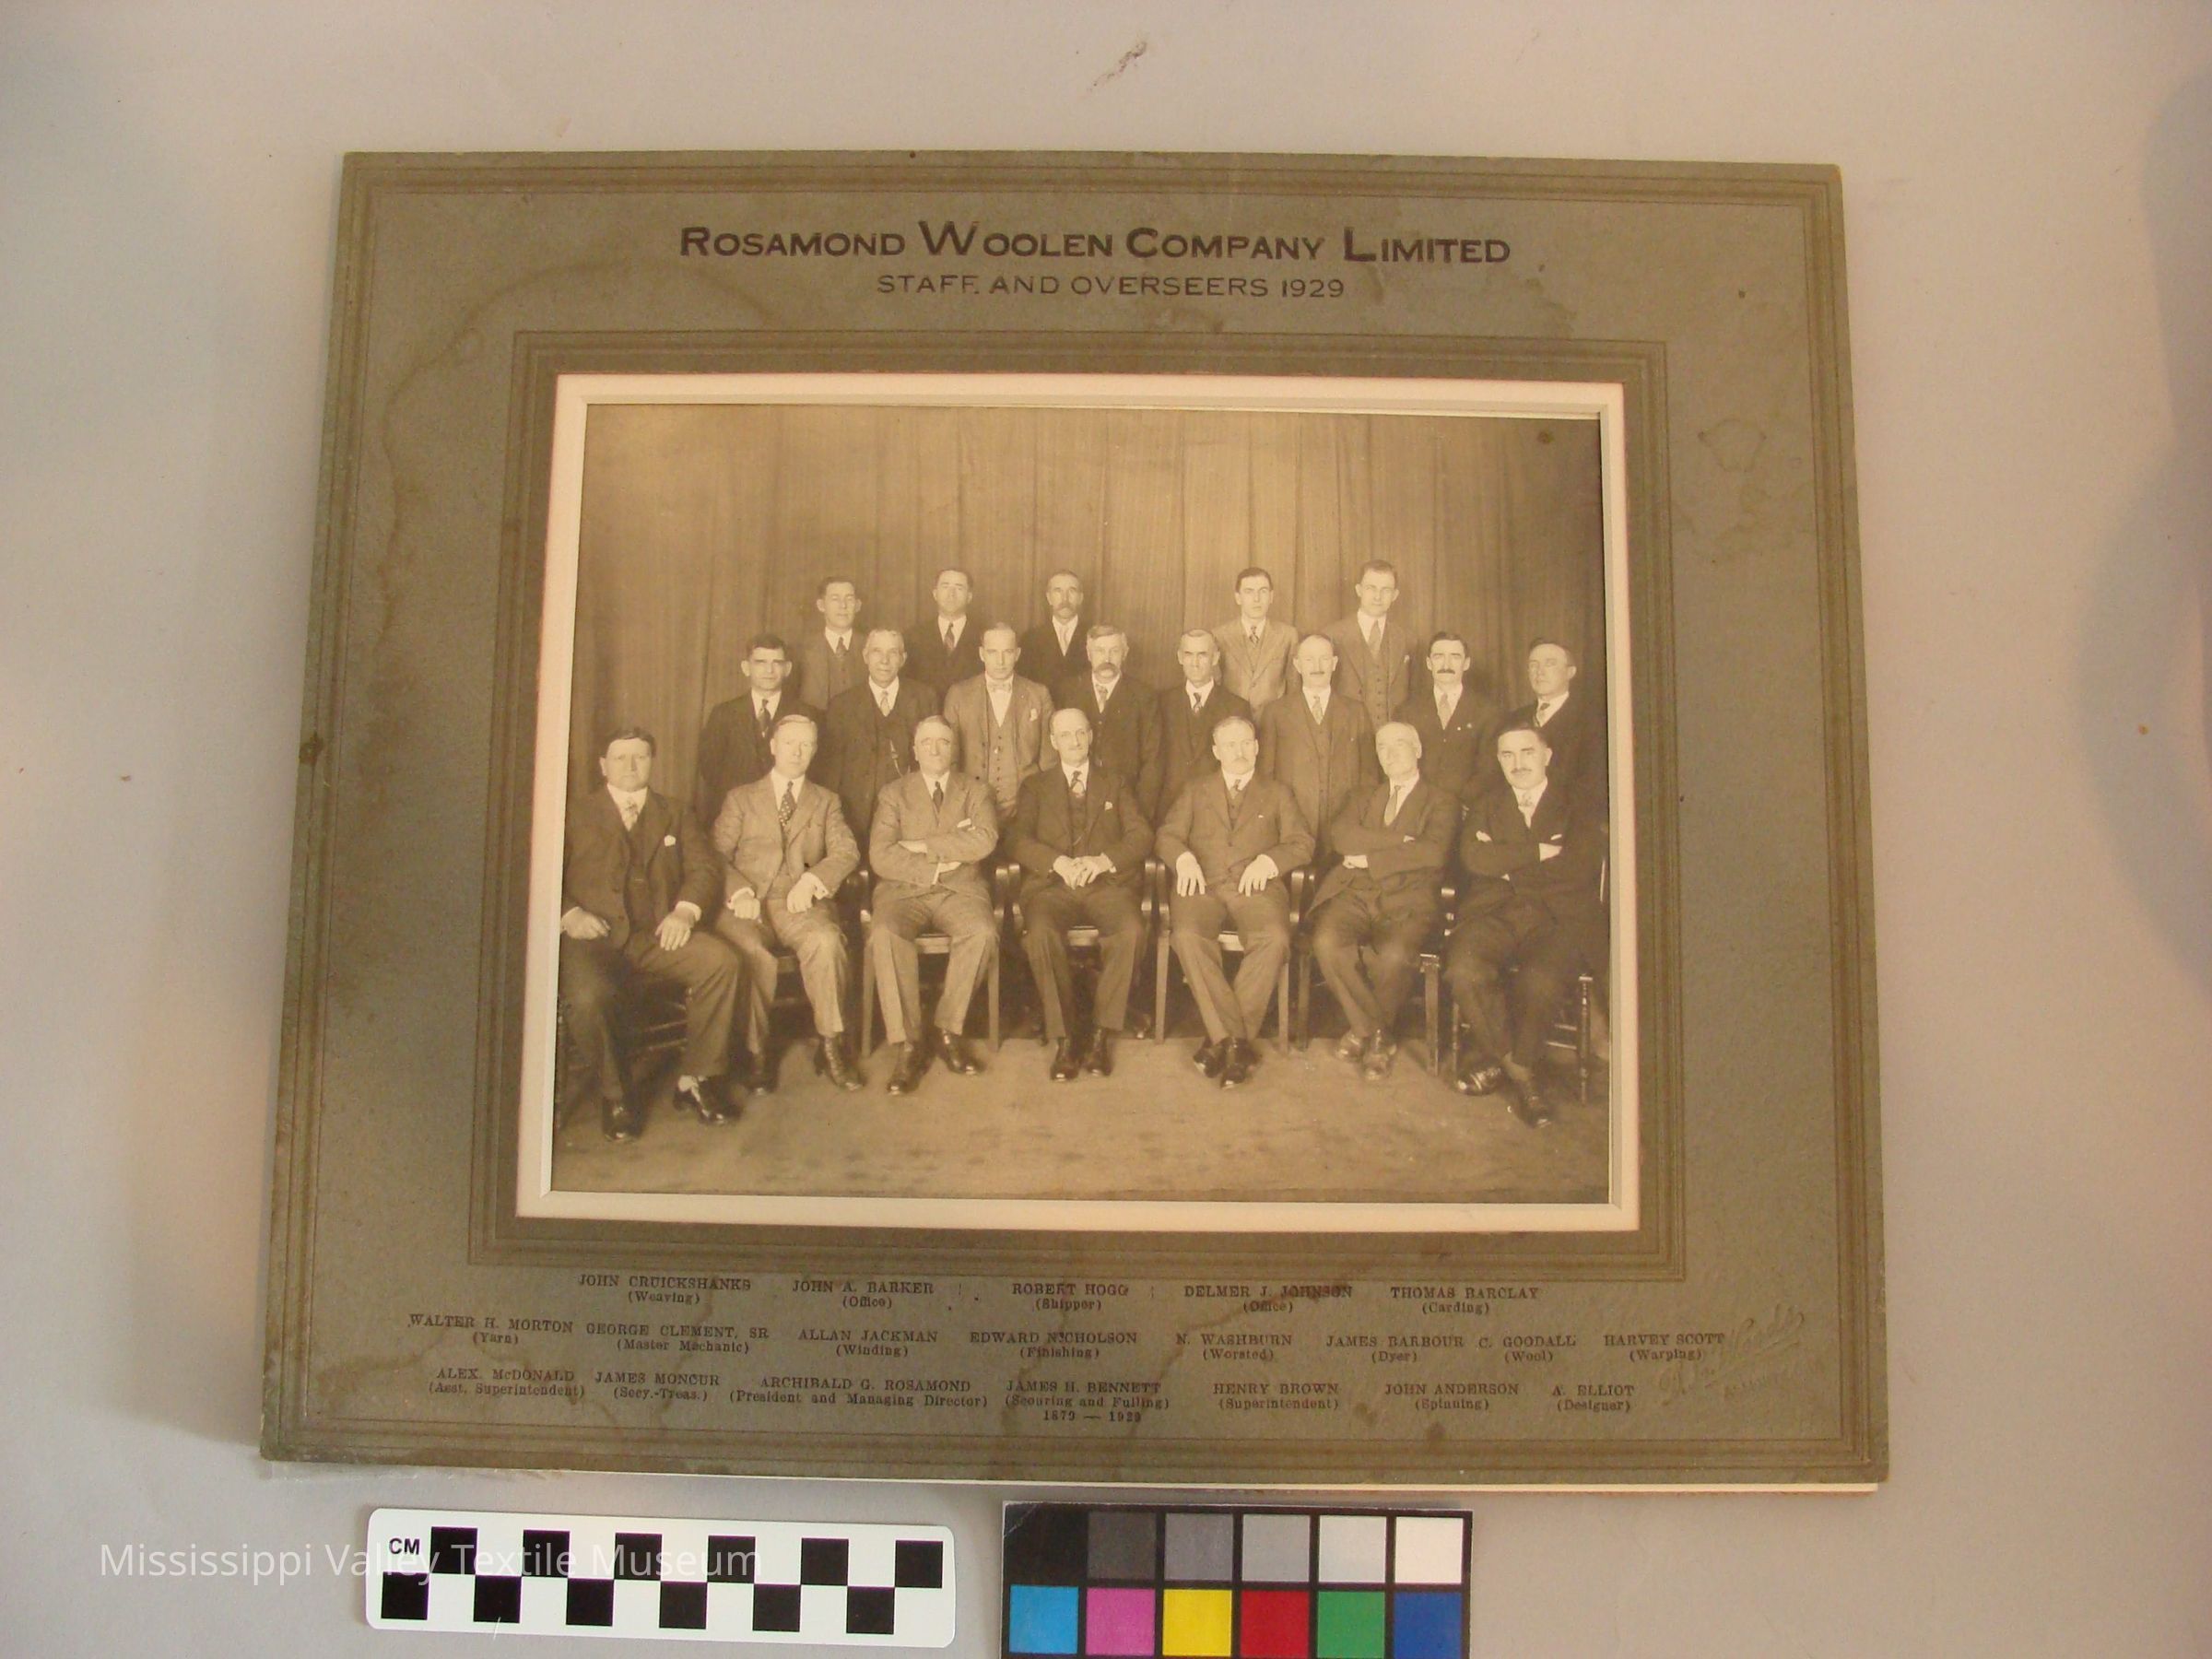 ROSAMOND WOOLEN COMPANY LIMITED
STAFF AND OVERSEERS 1929
JOHN CRUICKSHANKS JOHN A. BARKER ROBERT HOGG DELMER J. JOHNSON THOMAS BARCLAY
(Weaving) (Office) (Shipper) (Office) (Carding)
WALTER H. MORTON GEORGE CLEMENT, SR ALLAN JACKMAN EDWARD NICHOLSON N. WASHBURN JAMES BARBOUR C. GOODALL HARVEY SCOTT
(Yarn) (Master Mechanic) (Winding) (Finishing) (Worsted) (Dyer) (Wool) (Warping)
ALEX. McDONALD JAMES MONCUR ARCHIBALD G. ROSAMOND JAMES H. BENNETT HENRY BROWN JOHN ANDERSON A. ELLIOT
(Asst. Superintendent) (Secy.-Treas.) (President and Managing Director) (Scouring and Fulling) (Superintendent) (Spinning) (Designer)
1879 — 1929
CM
Mississippi Valley Textile Museum